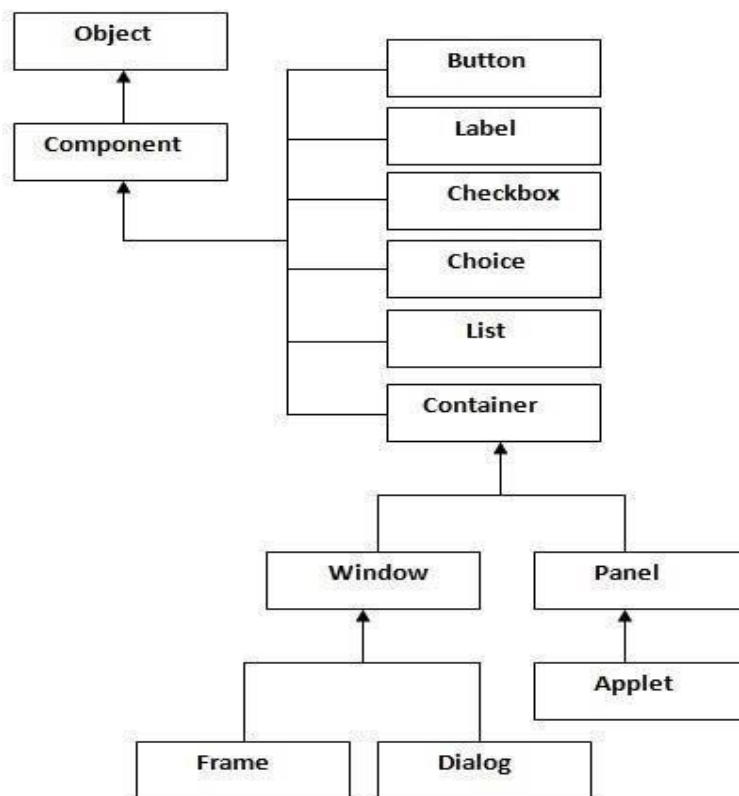 Object
Button
Label
Component
Checkbox
Choice
List
Container
Window
Panel
Applet
Frame
Dialog